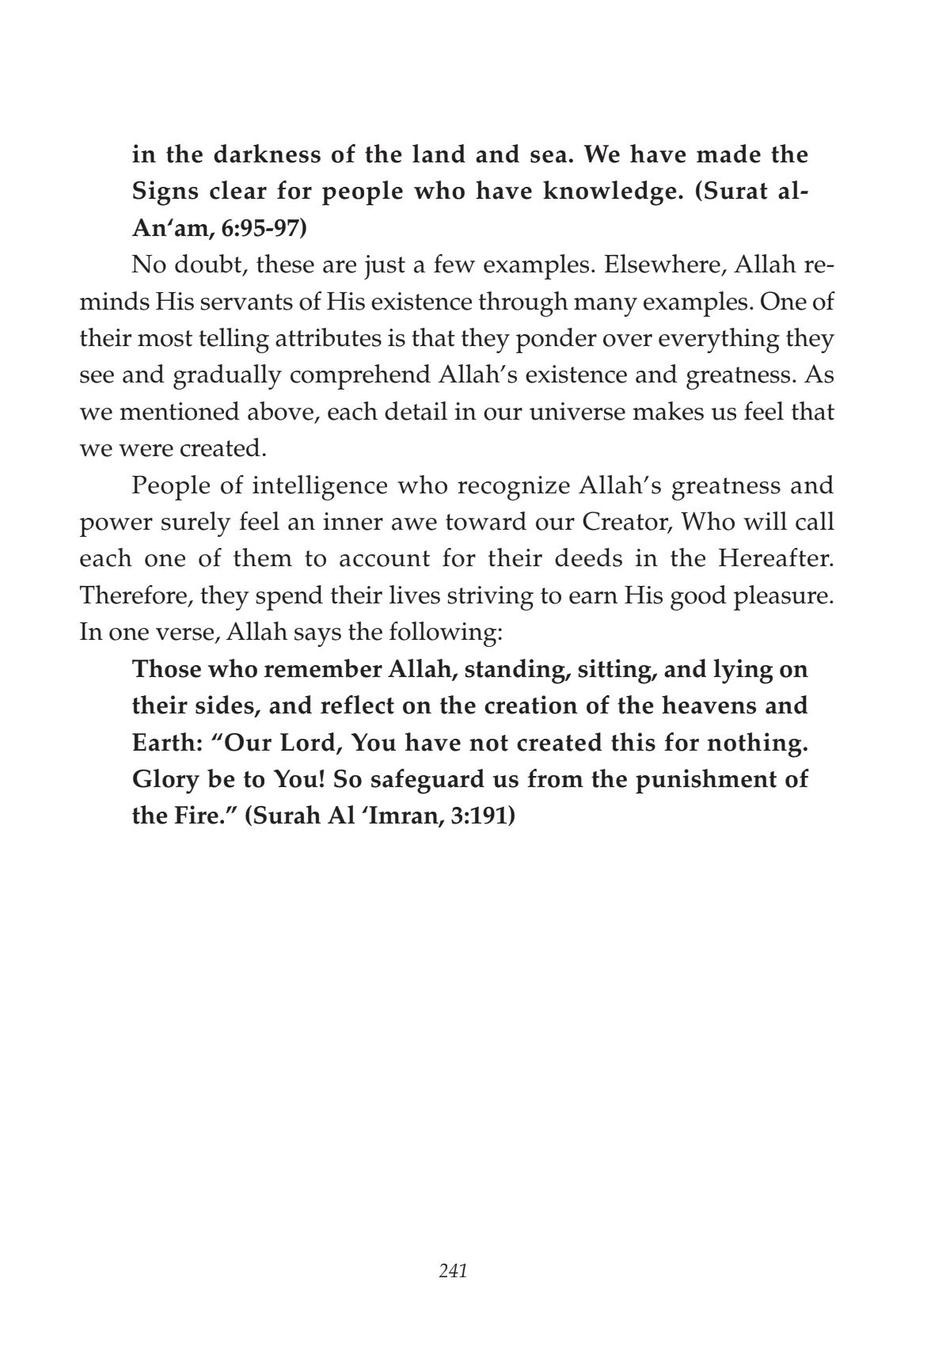 in the darkness of the land and sea. We have made the
Signs clear for people who have knowledge. (Surat al-
An‘am, 6:95-97)
No doubt, these are just a few examples. Elsewhere, Allah re-
minds His servants of His existence through many examples. One of
their most telling attributes is that they ponder over everything they
see and gradually comprehend Allah’s existence and greatness. As
we mentioned above, each detail in our universe makes us feel that
we were created.
People of intelligence who recognize Allah’s greatness and
power surely feel an inner awe toward our Creator, Who will call
each one of them to account for their deeds in the Hereafter.
Therefore, they spend their lives striving to earn His good pleasure.
In one verse, Allah says the following:
Those who remember Allah, standing, sitting, and lying on
their sides, and reflect on the creation of the heavens and
Earth: “Our Lord, You have not created this for nothing.
Glory be to You! So safeguard us from the punishment of
the Fire.” (Surah Al ‘Imran, 3:191)
241